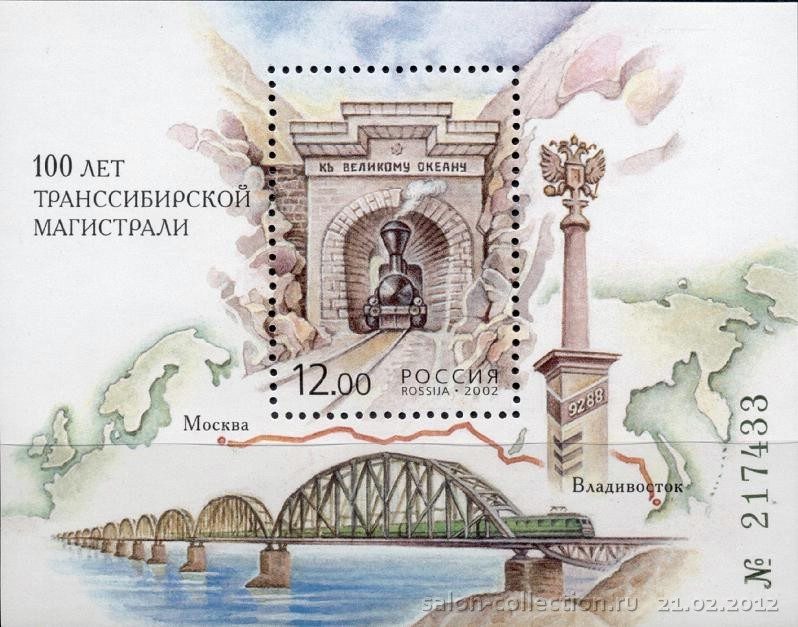 100 ЛЕТ
ТРАНССИБИРСКОЙ
МАГИСТРАЛИ
КЪ ВЕЛИКОМУ ОКЕАНУ
12.00
РОССИЯ
ROSSIJA • 2002
9288
Москва
Владивосток
№ 217433
salon-collection.ru 21.02.2012